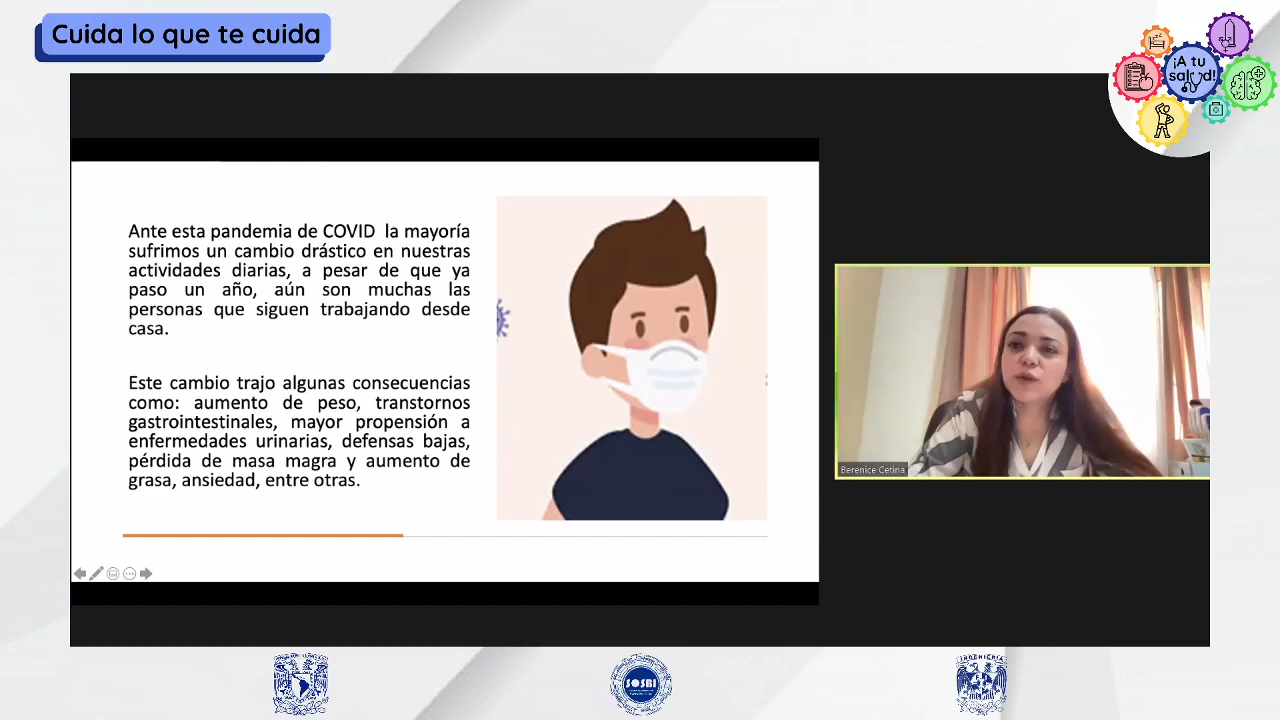 Cuida lo que te cuida
¡A tu
salud!
Ante esta pandemia de COVID la mayoría
sufrimos un cambio drástico en nuestras
actividades diarias, a pesar de que ya
paso un año, aún son muchas las
personas que siguen trabajando desde
casa.
Este cambio trajo algunas consecuencias
como: aumento de peso, transtornos
gastrointestinales, mayor propensión a
enfermedades urinarias, defensas bajas,
pérdida de masa magra y aumento de
grasa, ansiedad, entre otras.
Berenice Cetina
SOSBI
INGENIERIA